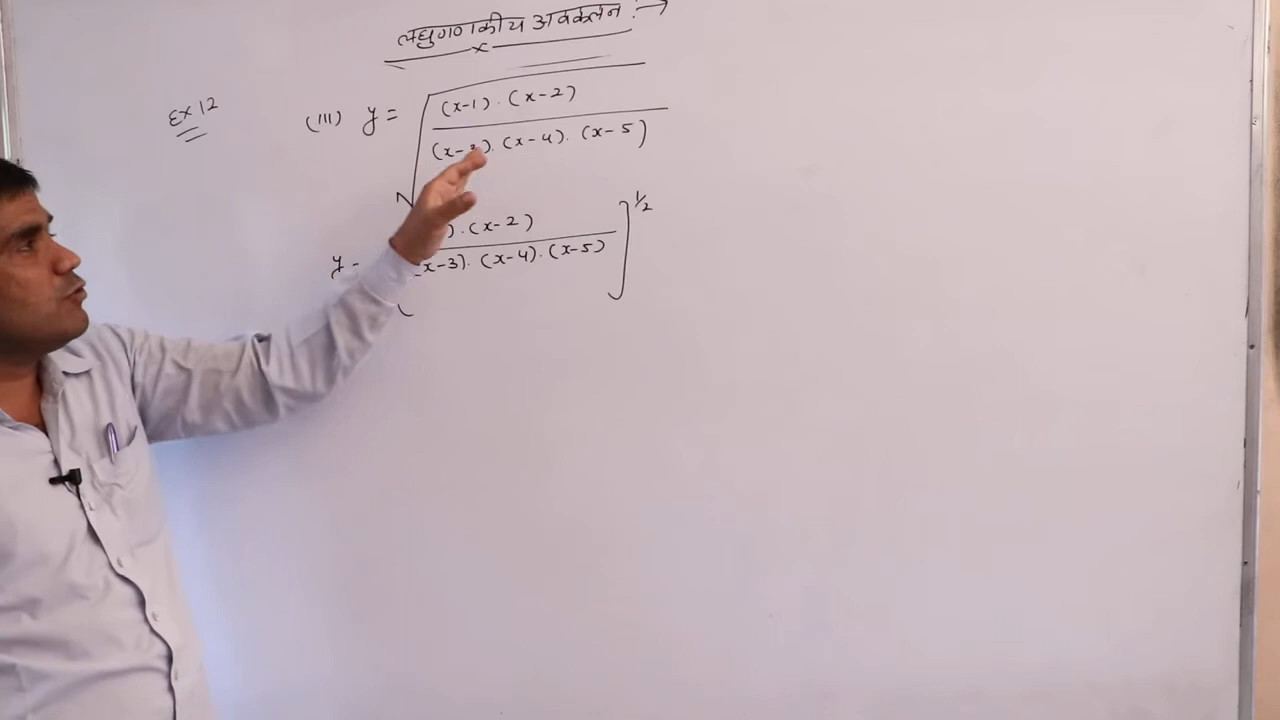 लघुगणकीय अवकलन :→
Ex 12
(III) y = √((x-1).(x-2) / (x-3).(x-4).(x-5))
y - ).(x-2) / (x-3).(x-4).(x-5) ]^1/2